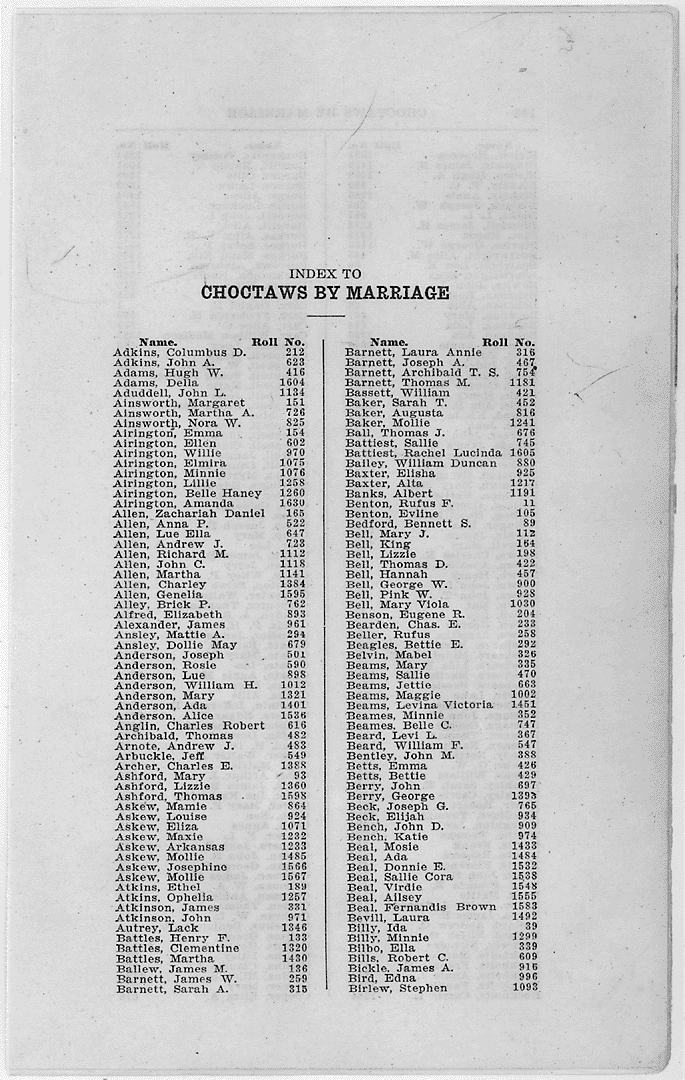 INDEX TO
CHOCTAWS BY MARRIAGE
Name. Roll No.
Adkins, Columbus D. 212
Adkins, John A. 623
Adams, Hugh W. 416
Adams, Della 1604
Aduddell, John L. 1134
Ainsworth, Margaret 151
Ainsworth, Martha A. 726
Ainsworth, Nora W. 825
Airington, Emma 154
Airington, Ellen 602
Airington, Willie 970
Airington, Elmira 1075
Airington, Minnie 1076
Airington, Lillie 1258
Airington, Belle Haney 1260
Airington, Amanda 1630
Allen, Zachariah Daniel 165
Allen, Anna P. 522
Allen, Lue Ella 647
Allen, Andrew J. 723
Allen, Richard M. 1112
Allen, John C. 1118
Allen, Martha 1141
Allen, Charley 1384
Allen, Genelia 1595
Alley, Brick P. 762
Alfred, Elizabeth 893
Alexander, James 961
Ansley, Mattie A. 294
Ansley, Dollie May 679
Anderson, Joseph 501
Anderson, Rosie 590
Anderson, Lue 898
Anderson, William H. 1012
Anderson, Mary 1321
Anderson, Ada 1401
Anderson, Alice 1536
Anglin, Charles Robert 616
Archibald, Thomas 482
Arnote, Andrew J. 483
Arbuckle, Jeff 549
Archer, Charles E. 1388
Ashford, Mary 93
Ashford, Lizzie 1360
Ashford, Thomas 1598
Askew, Mamie 864
Askew, Louise 924
Askew, Eliza 1071
Askew, Maxie 1232
Askew, Arkansas 1233
Askew, Mollie 1485
Askew, Josephine 1566
Askew, Mollie 1567
Atkins, Ethel 189
Atkins, Ophelia 1257
Atkinson, James 331
Atkinson, John 971
Autrey, Lack 1346
Battles, Henry F. 133
Battles, Clementine 1320
Battles, Martha 1430
Ballew, James M. 136
Barnett, James W. 259
Barnett, Sarah A. 315
Name. Roll No.
Barnett, Laura Annie 316
Barnett, Joseph A. 467
Barnett, Archibald T. S. 754
Barnett, Thomas M. 1181
Bassett, William 421
Baker, Sarah T. 452
Baker, Augusta 816
Baker, Mollie 1241
Ball, Thomas J. 676
Battiest, Sallie 745
Battiest, Rachel Lucinda 1605
Bailey, William Duncan 880
Baxter, Elisha 925
Baxter, Alta 1217
Banks, Albert 1191
Benton, Rufus F. 11
Benton, Evline 105
Bedford, Bennett S. 89
Bell, Mary J. 112
Bell, King 164
Bell, Lizzie 198
Bell, Thomas D. 422
Bell, Hannah 457
Bell, George W. 900
Bell, Pink W. 928
Bell, Mary Viola 1030
Benson, Eugene R. 204
Bearden, Chas. E. 233
Beller, Rufus 258
Beagles, Bettie E. 292
Belvin, Mabel 326
Beams, Mary 335
Beams, Sallie 470
Beams, Jettie 663
Beams, Maggie 1002
Beams, Levina Victoria 1451
Beames, Minnie 352
Beames, Belle C. 747
Beard, Levi L. 367
Beard, William F. 547
Bentley, John M. 388
Betts, Emma 426
Betts, Bettie 429
Berry, John 697
Berry, George 1393
Beck, Joseph G. 765
Beck, Elijah 934
Bench, John D. 909
Bench, Katie 974
Beal, Mosie 1433
Beal, Ada 1484
Beal, Donnie E. 1532
Beal, Sallie Cora 1538
Beal, Virdie 1548
Beal, Ailsey 1555
Beal, Fernandis Brown 1583
Bevill, Laura 1492
Billy, Ida 39
Billy, Minnie 1299
Bilbo, Ella 339
Bills, Robert C. 609
Bickle, James A. 916
Bird, Edna 996
Birlew, Stephen 1093